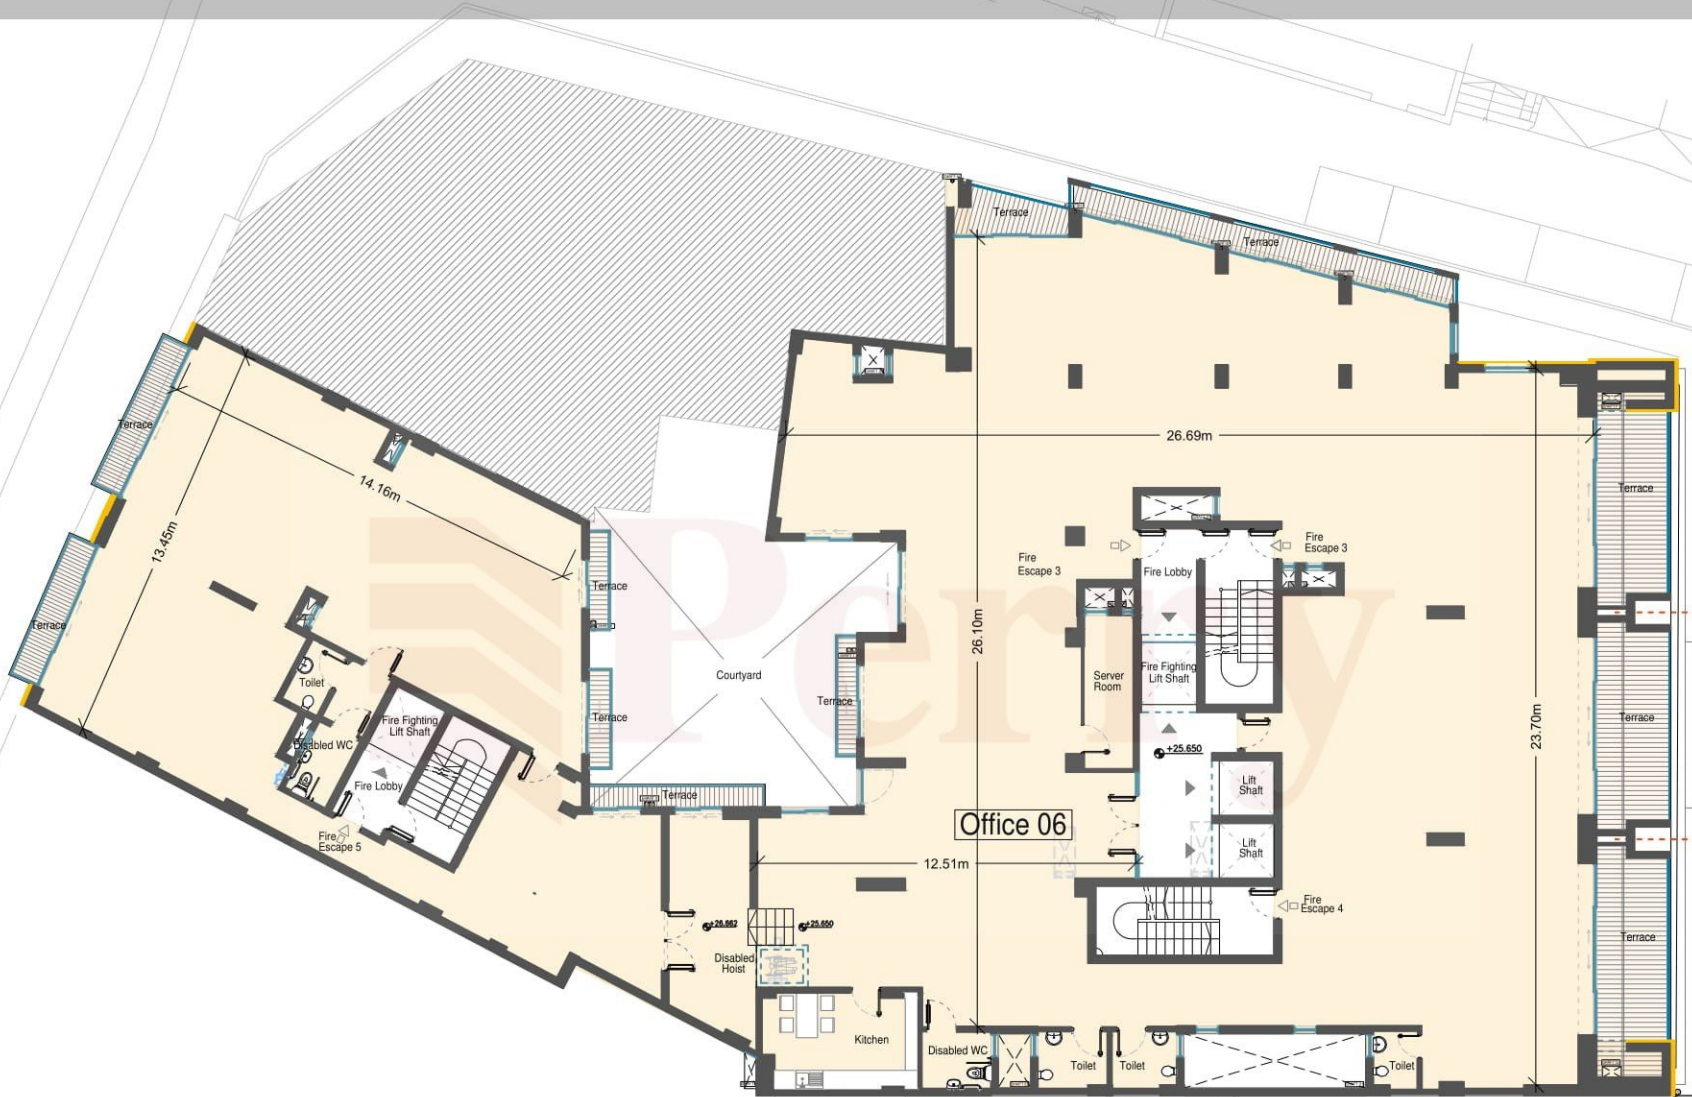 Terrace
Terrace
26.69m
Terrace
14.16m
Terrace
13.45m
Fire
Escape 3
Fire
Escape 3
Fire Lobby
Terrace
Terrace
26.10m
Perry
Toilet
Courtyard
Server
Room
Fire Fighting
Lift Shaft
Terrace
Terrace
Terrace
23.70m
Fire Fighting
Lift Shaft
Disabled WC
+25.650
Fire Lobby
Terrace
Lift
Shaft
Office 06
Fire
Escape 5
Lift
Shaft
12.51m
Fire
Escape 4
+26.662
+25.650
Disabled
Hoist
Terrace
Kitchen
Disabled WC
Toilet
Toilet
Toilet